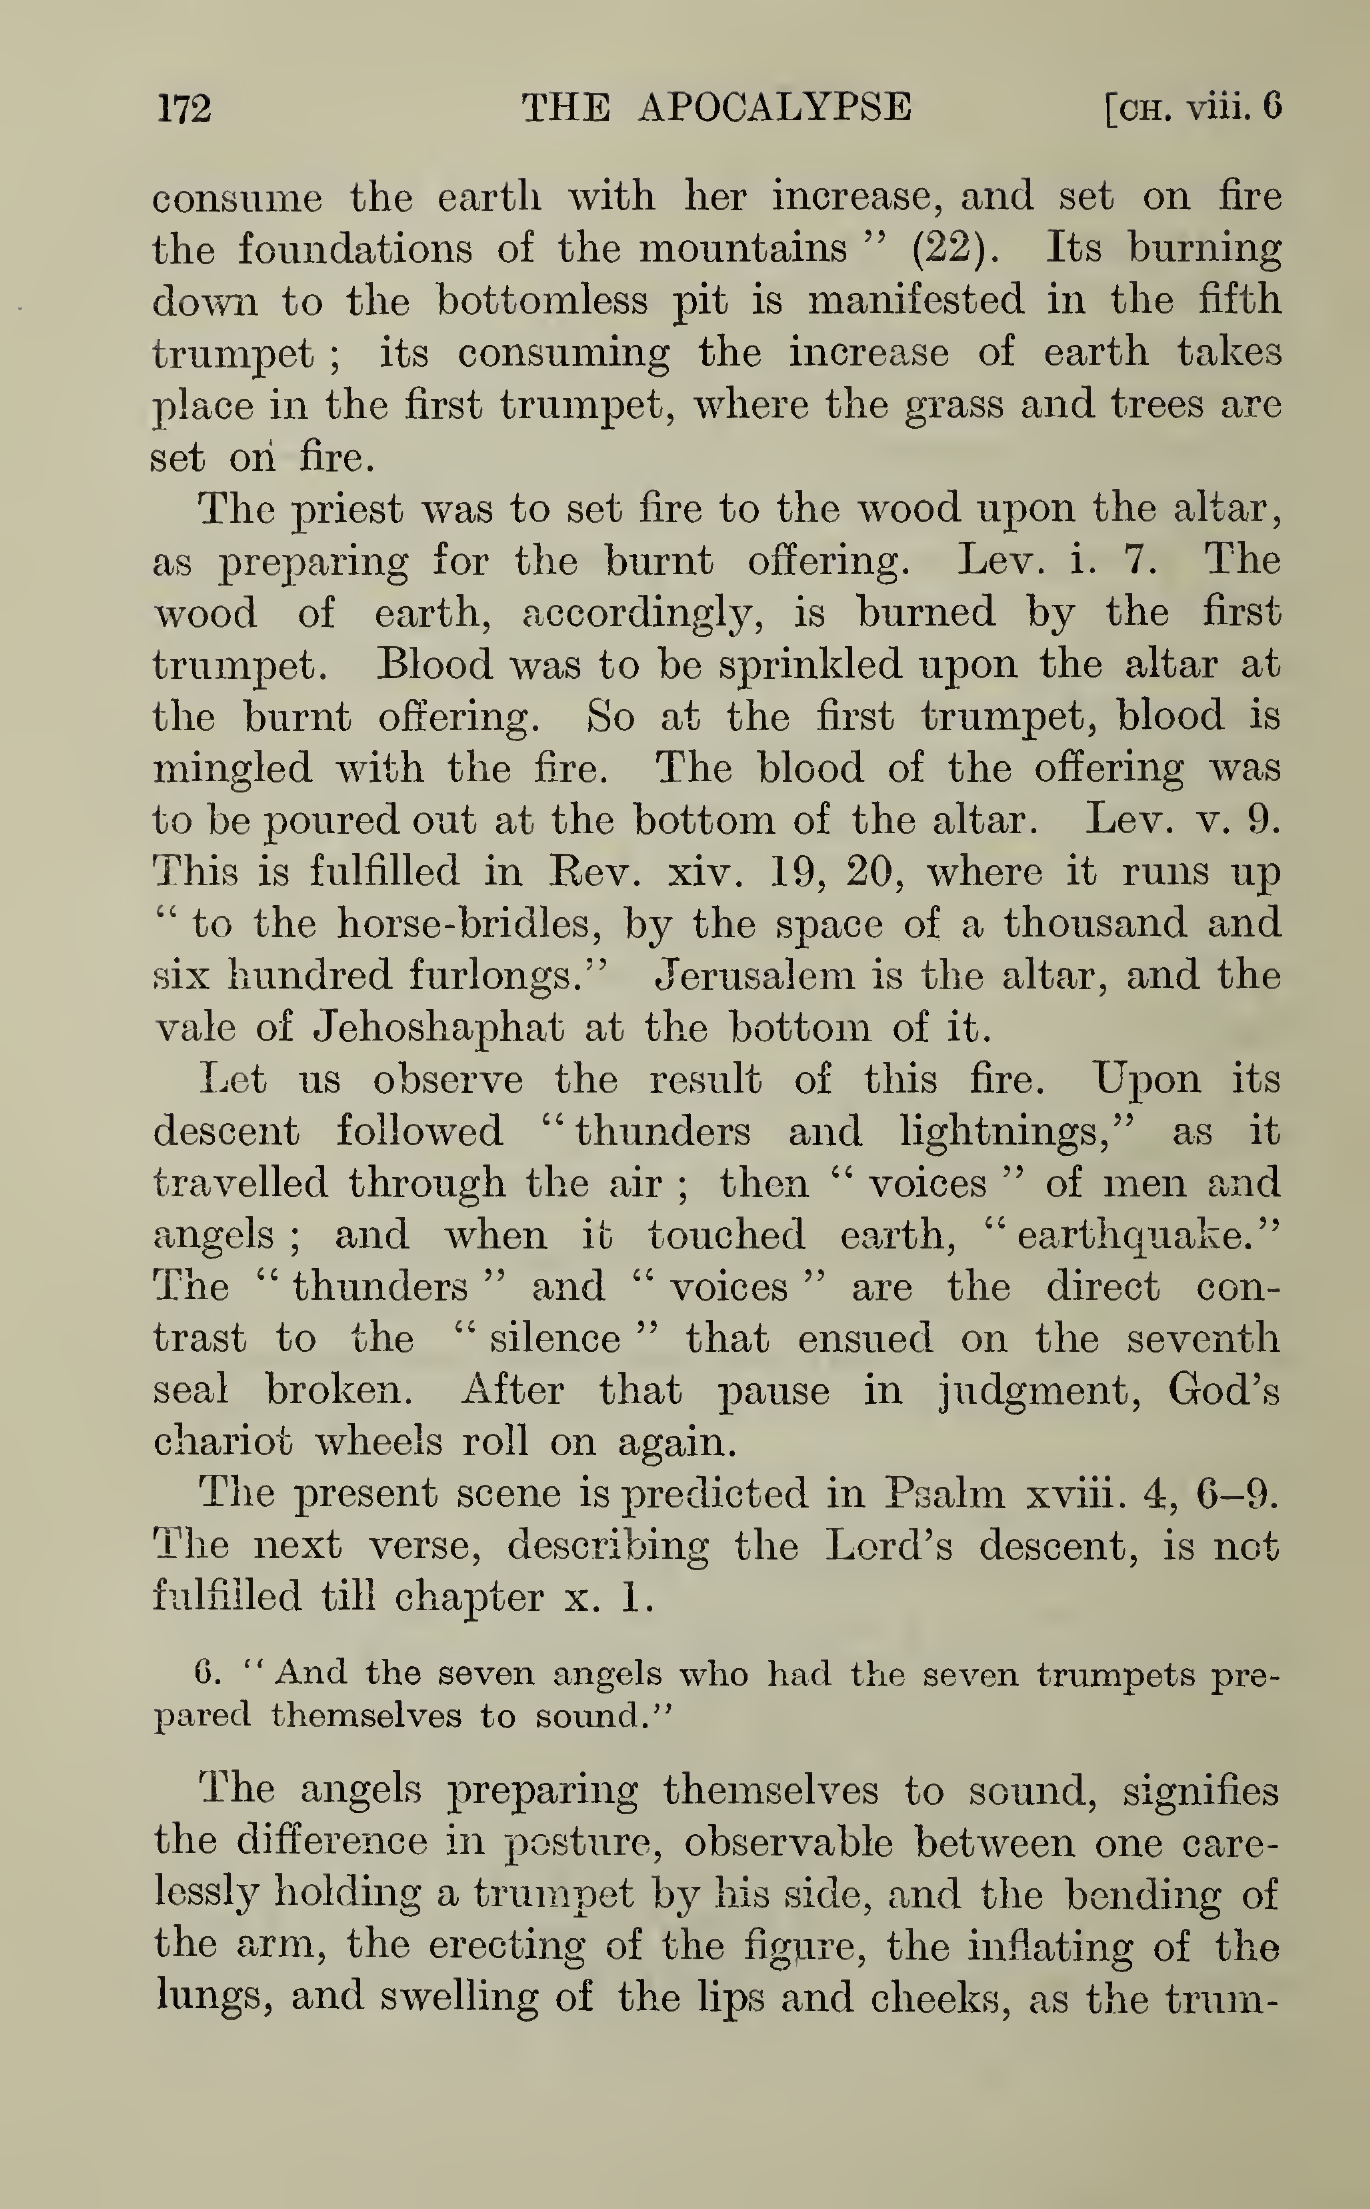 172 THE APOCALYPSE [CH. viii. 6
consume the earth with her increase, and set on fire
the foundations of the mountains " (22). Its burning
down to the bottomless pit is manifested in the fifth
trumpet ; its consuming the increase of earth takes
place in the first trumpet, where the grass and trees are
set on fire.
The priest was to set fire to the wood upon the altar,
as preparing for the burnt offering. Lev. i. 7. The
wood of earth, accordingly, is burned by the first
trumpet. Blood was to be sprinkled upon the altar at
the burnt offering. So at the first trumpet, blood is
mingled with the fire. The blood of the offering was
to be poured out at the bottom of the altar. Lev. v. 9.
This is fulfilled in Rev. xiv. 19, 20, where it runs up
" to the horse-bridles, by the space of a thousand and
six hundred furlongs." Jerusalem is the altar, and the
vale of Jehoshaphat at the bottom of it.
Let us observe the result of this fire. Upon its
descent followed " thunders and lightnings," as it
travelled through the air ; then " voices " of men and
angels ; and when it touched earth, " earthquake."
The " thunders " and " voices " are the direct con-
trast to the " silence " that ensued on the seventh
seal broken. After that pause in judgment, God's
chariot wheels roll on again.
The present scene is predicted in Psalm xviii. 4, 6–9.
The next verse, describing the Lord's descent, is not
fulfilled till chapter x. 1.
6. " And the seven angels who had the seven trumpets pre-
pared themselves to sound."
The angels preparing themselves to sound, signifies
the difference in posture, observable between one care-
lessly holding a trumpet by his side, and the bending of
the arm, the erecting of the figure, the inflating of the
lungs, and swelling of the lips and cheeks, as the trum-